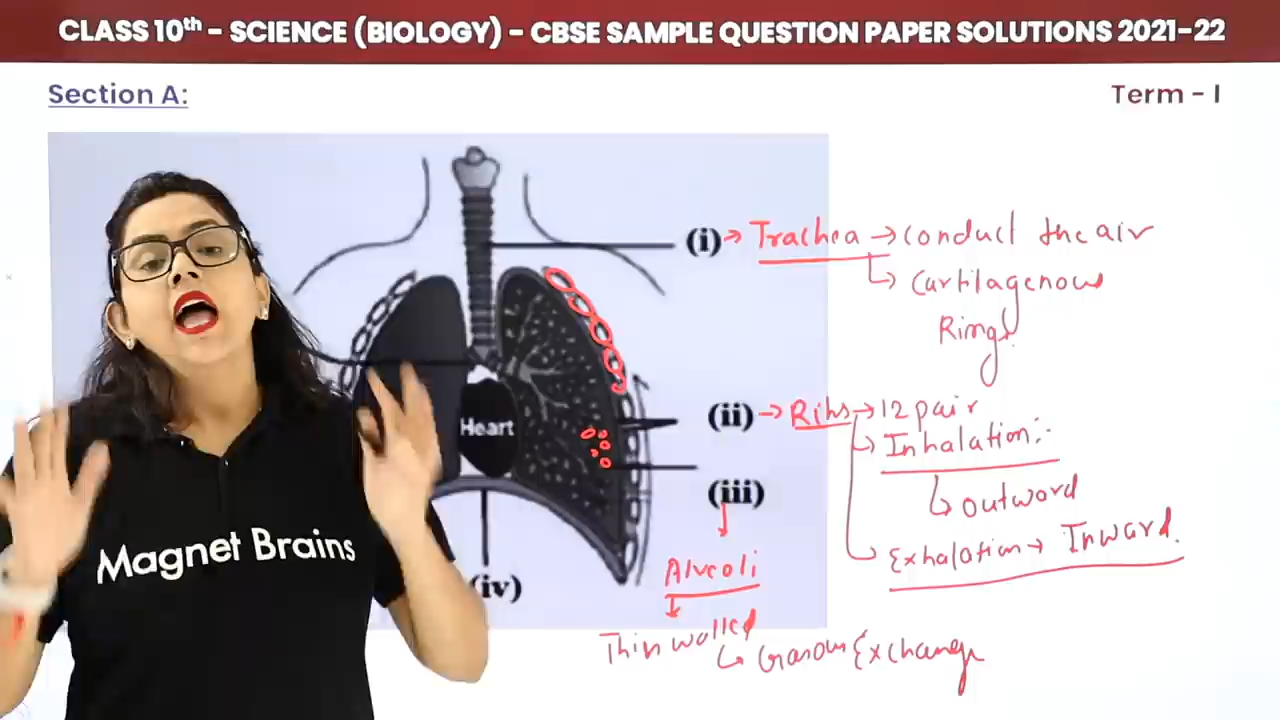 CLASS 10th - SCIENCE (BIOLOGY) - CBSE SAMPLE QUESTION PAPER SOLUTIONS 2021-22
Section A:
Term - I
(i) → Trachea → conduct the air
↳ Cartilagenous
Rings.
(ii) → Ribs → 12 pair
→ Inhalation:-
↳ outward
Exhalation → Inward.
Heart
(iii)
↓
Alveoli
↓
Thin walled
↳ Gaseous Exchange
(iv)
Magnet Brains